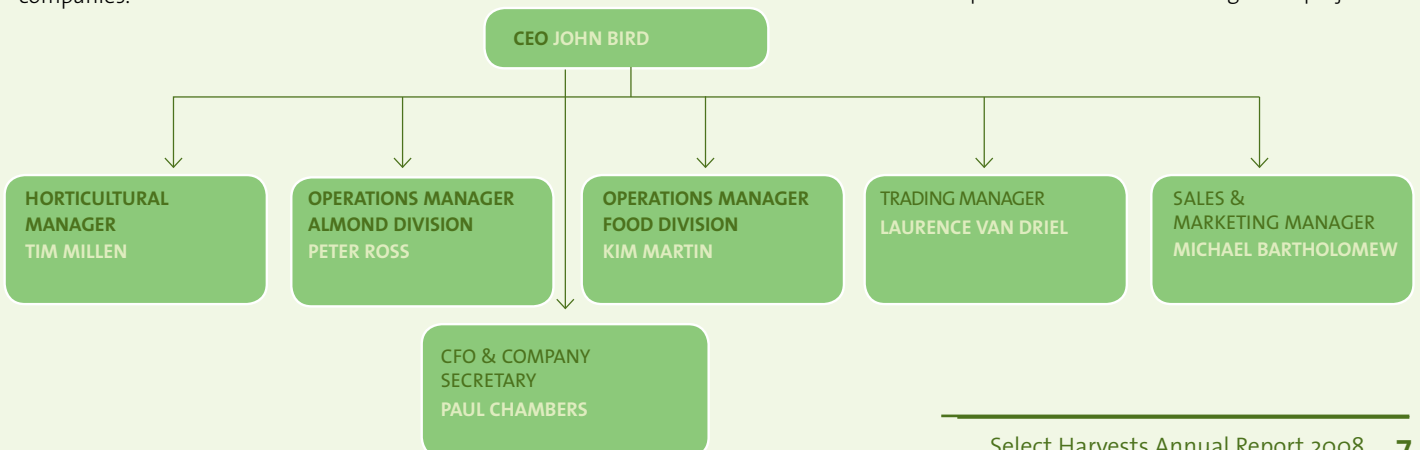 companies.
CEO JOHN BIRD
HORTICULTURAL
MANAGER
TIM MILLEN
OPERATIONS MANAGER
ALMOND DIVISION
PETER ROSS
OPERATIONS MANAGER
FOOD DIVISION
KIM MARTIN
TRADING MANAGER
LAURENCE VAN DRIEL
SALES &
MARKETING MANAGER
MICHAEL BARTHOLOMEW
CFO & COMPANY
SECRETARY
PAUL CHAMBERS
Select Harvests Annual Report 2008 7